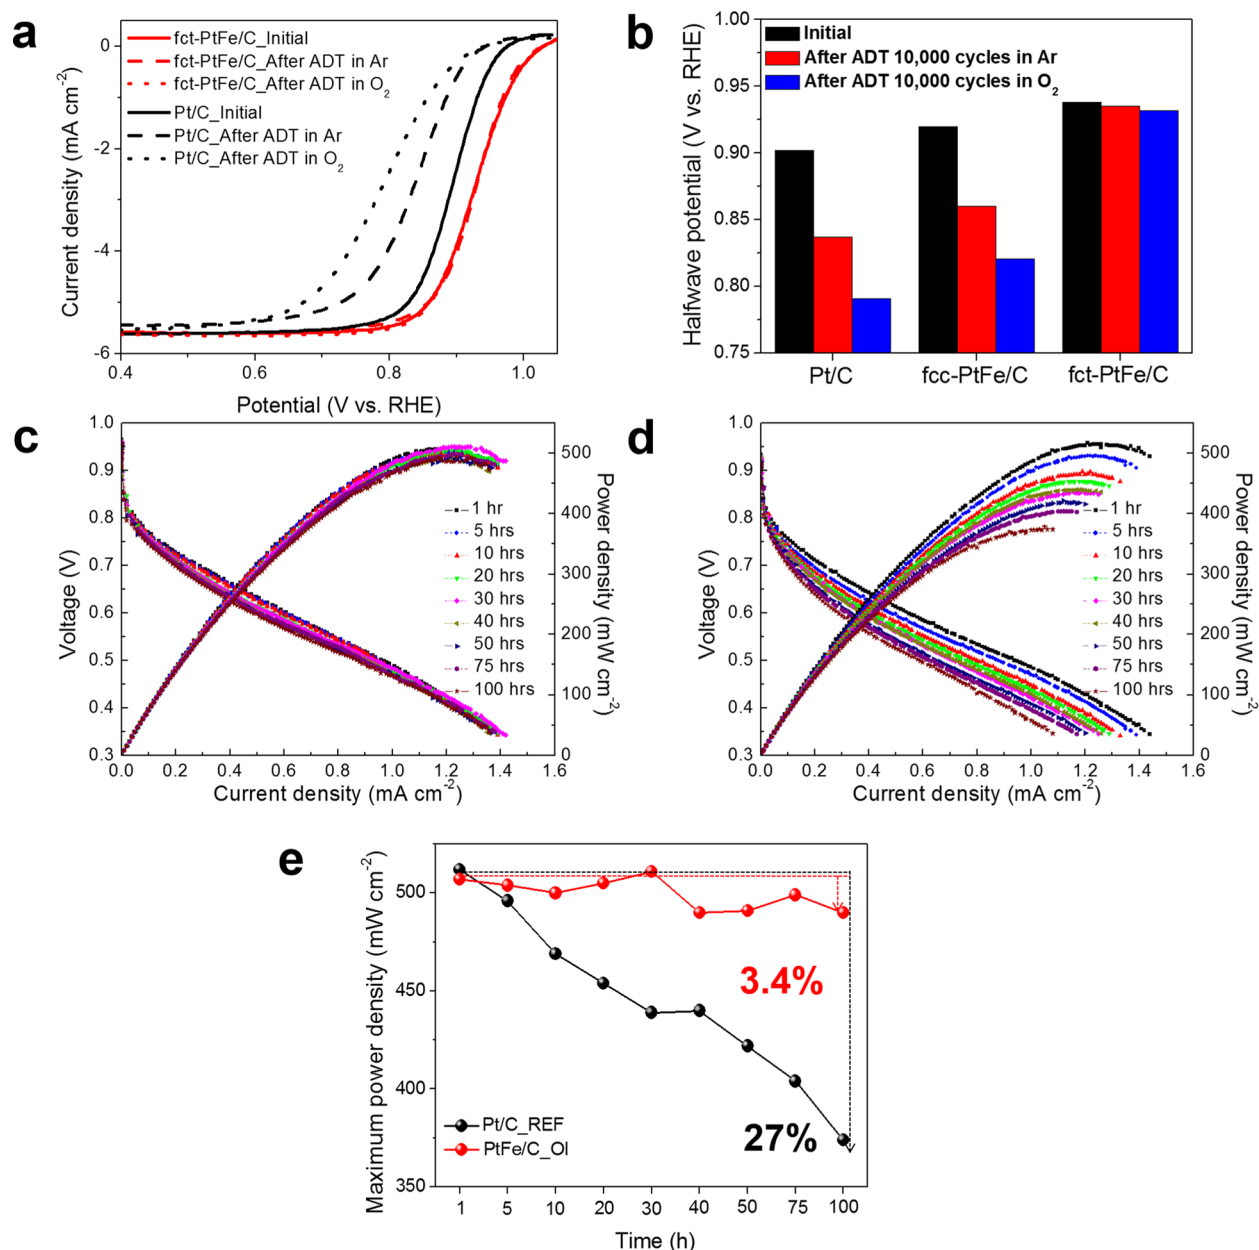 a
0
-2
-4
-6
0.4
0.6
0.8
1.0
Current density (mA cm-2)
Potential (V vs. RHE)
fct-PtFe/C_Initial
fct-PtFe/C_After ADT in Ar
fct-PtFe/C_After ADT in O2
Pt/C_Initial
Pt/C_After ADT in Ar
Pt/C_After ADT in O2
b
1.00
0.95
0.90
0.85
0.80
0.75
Halfwave potential (V vs. RHE)
Initial
After ADT 10,000 cycles in Ar
After ADT 10,000 cycles in O2
Pt/C
fcc-PtFe/C
fct-PtFe/C
c
1.0
0.9
0.8
0.7
0.6
0.5
0.4
0.3
Voltage (V)
0.0
0.2
0.4
0.6
0.8
1.0
1.2
1.4
1.6
Current density (mA cm-2)
500
400
300
200
100
0
Power density (mW cm-2)
1 hr
5 hrs
10 hrs
20 hrs
30 hrs
40 hrs
50 hrs
75 hrs
100 hrs
d
1.0
0.9
0.8
0.7
0.6
0.5
0.4
0.3
Voltage (V)
0.0
0.2
0.4
0.6
0.8
1.0
1.2
1.4
1.6
Current density (mA cm-2)
500
400
300
200
100
0
Power density (mW cm-2)
1 hr
5 hrs
10 hrs
20 hrs
30 hrs
40 hrs
50 hrs
75 hrs
100 hrs
e
500
450
400
350
Maximum power density (mW cm-2)
3.4%
27%
Pt/C_REF
PtFe/C_OI
1
5
10
20
30
40
50
75
100
Time (h)